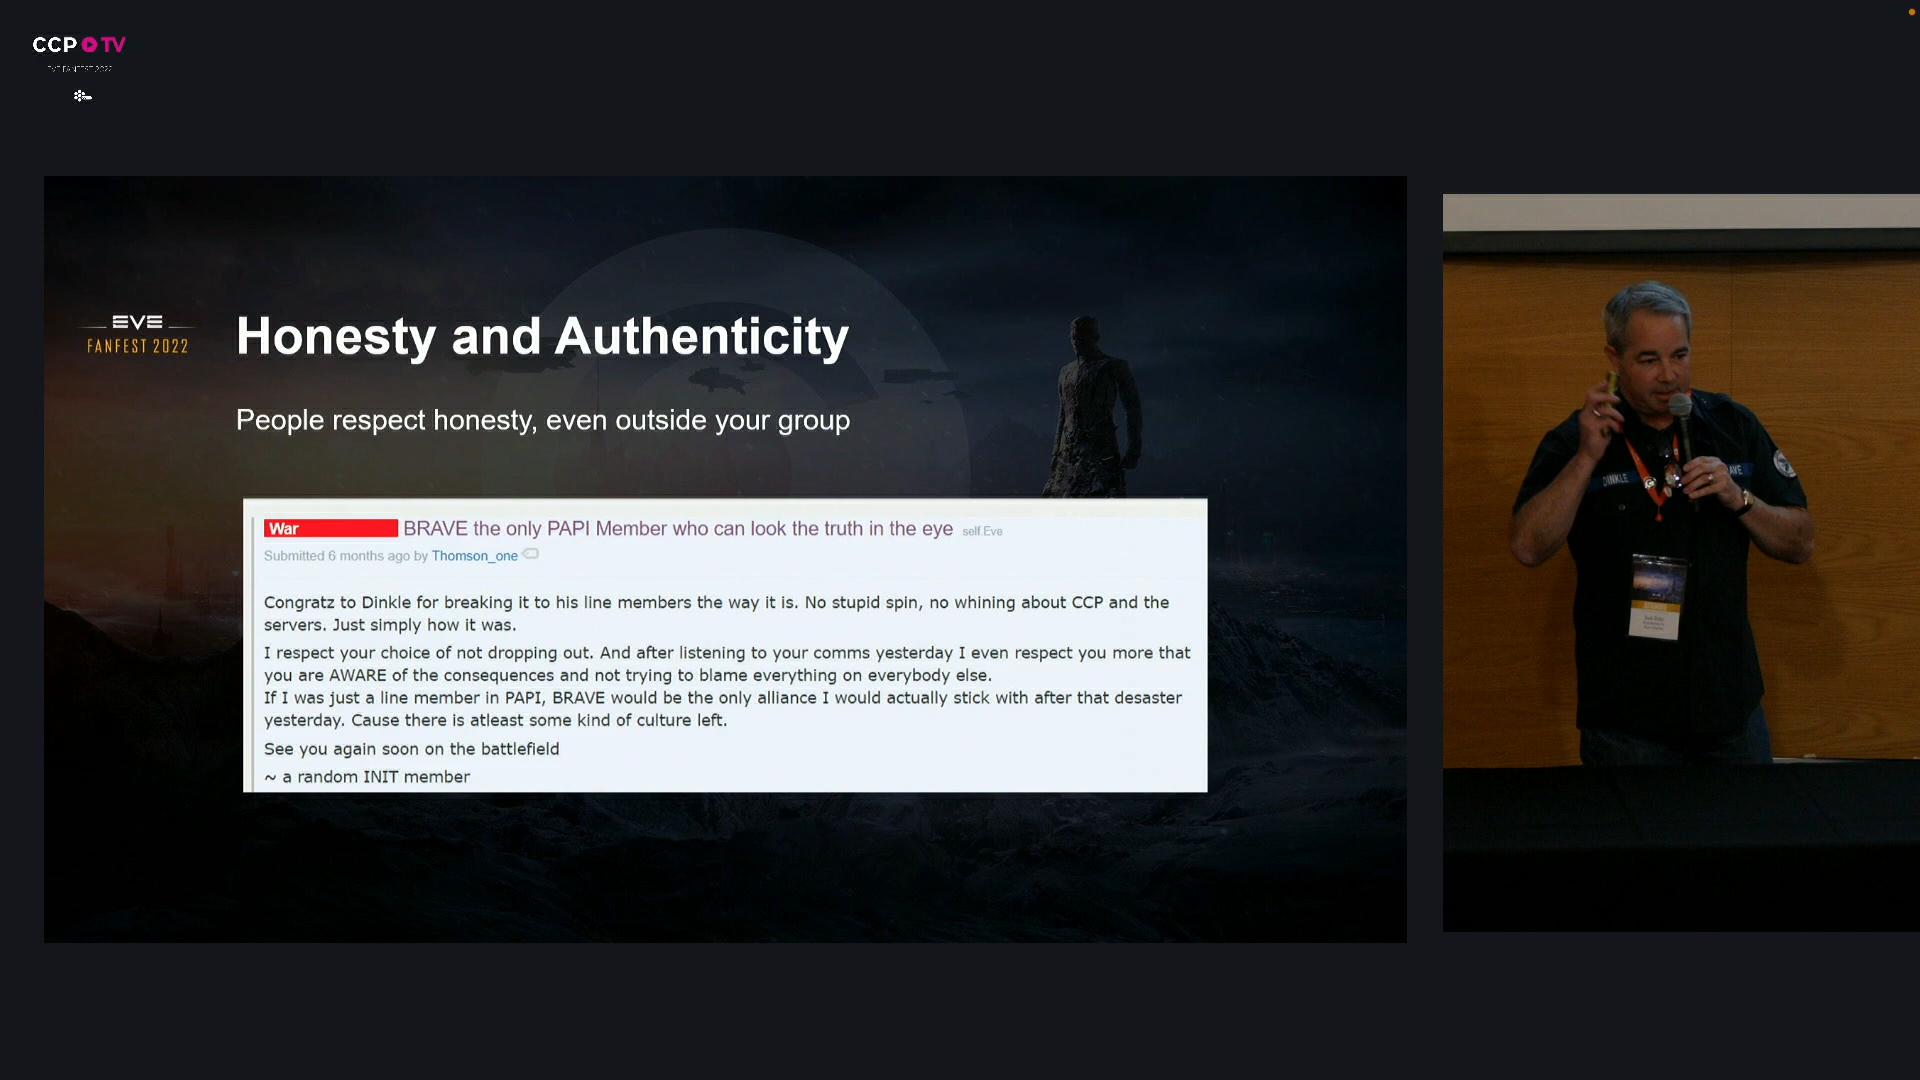 CCP TV
EVE FANFEST 2022
EVE
FANFEST 2022
Honesty and Authenticity
People respect honesty, even outside your group
War BRAVE the only PAPI Member who can look the truth in the eye self.Eve
Submitted 6 months ago by Thomson_one
Congratz to Dinkle for breaking it to his line members the way it is. No stupid spin, no whining about CCP and the
servers. Just simply how it was.
I respect your choice of not dropping out. And after listening to your comms yesterday I even respect you more that
you are AWARE of the consequences and not trying to blame everything on everybody else.
If I was just a line member in PAPI, BRAVE would be the only alliance I would actually stick with after that desaster
yesterday. Cause there is atleast some kind of culture left.
See you again soon on the battlefield
~ a random INIT member
DINKLE